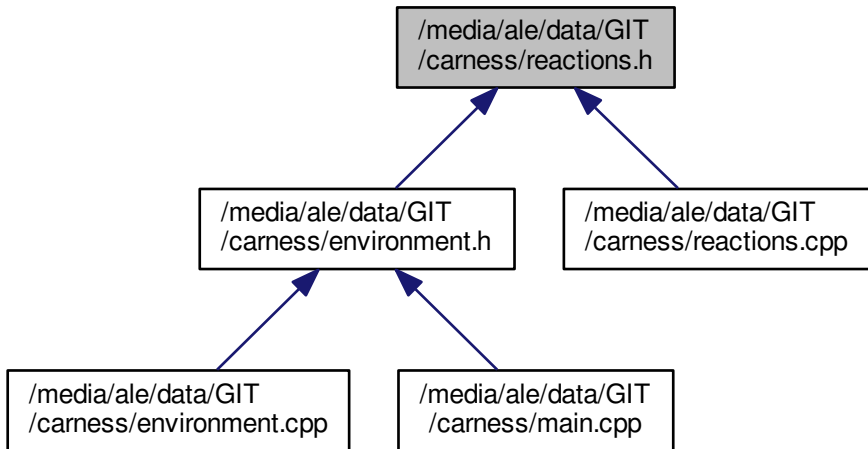 /media/ale/data/GIT
/carness/reactions.h
/media/ale/data/GIT
/carness/environment.h
/media/ale/data/GIT
/carness/reactions.cpp
/media/ale/data/GIT
/carness/environment.cpp
/media/ale/data/GIT
/carness/main.cpp